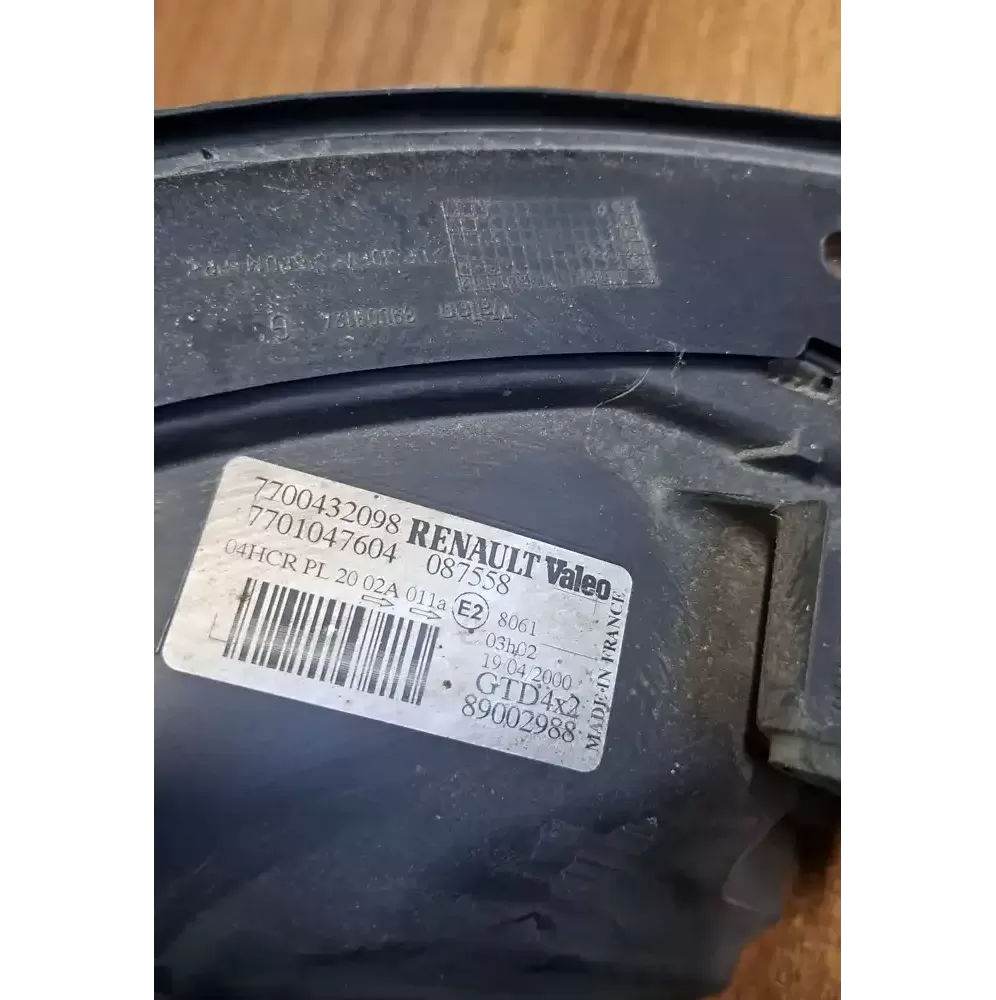 7700432098 RENAULT Valeo
7701047604 087558
04HCR PL 20 02A 011a E2 8061
03h02
19/04/2000
GTD4x2
89002988
MADE IN FRANCE
Valeo